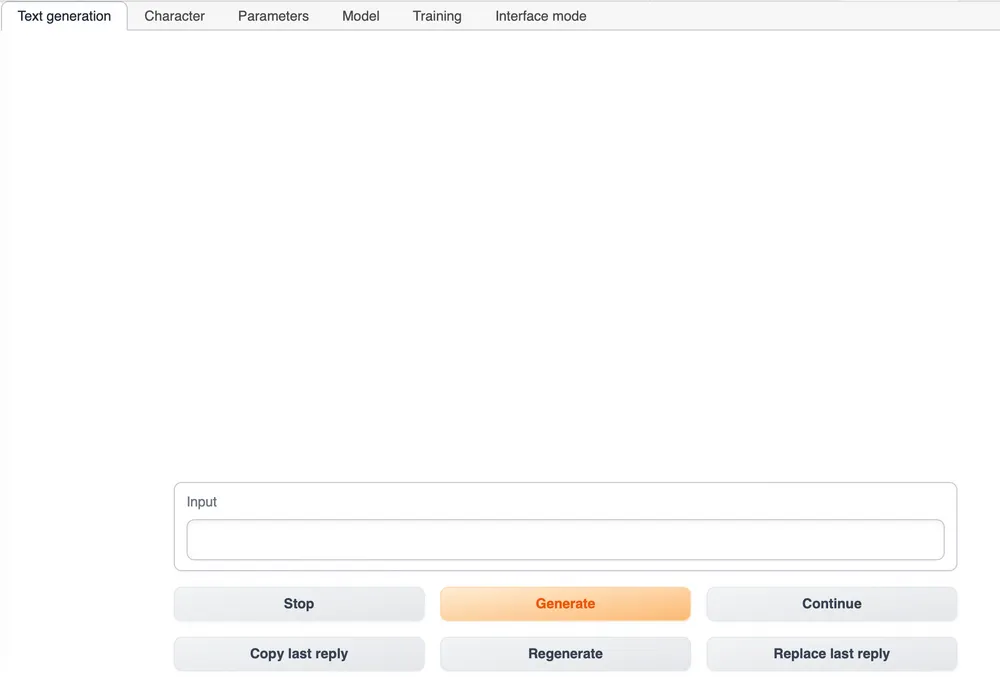 Text generation Character Parameters Model Training Interface mode
Input
Stop Generate Continue
Copy last reply Regenerate Replace last reply